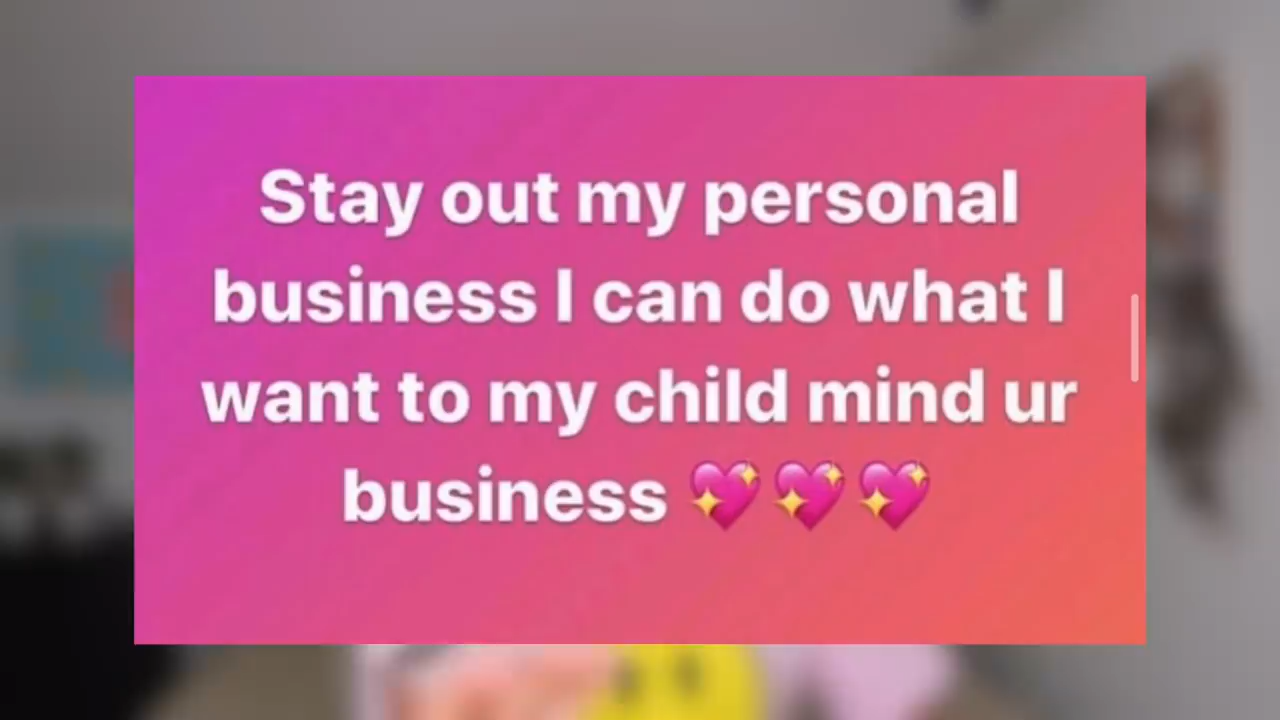 Stay out my personal
business I can do what I
want to my child mind ur
business 💖💖💖